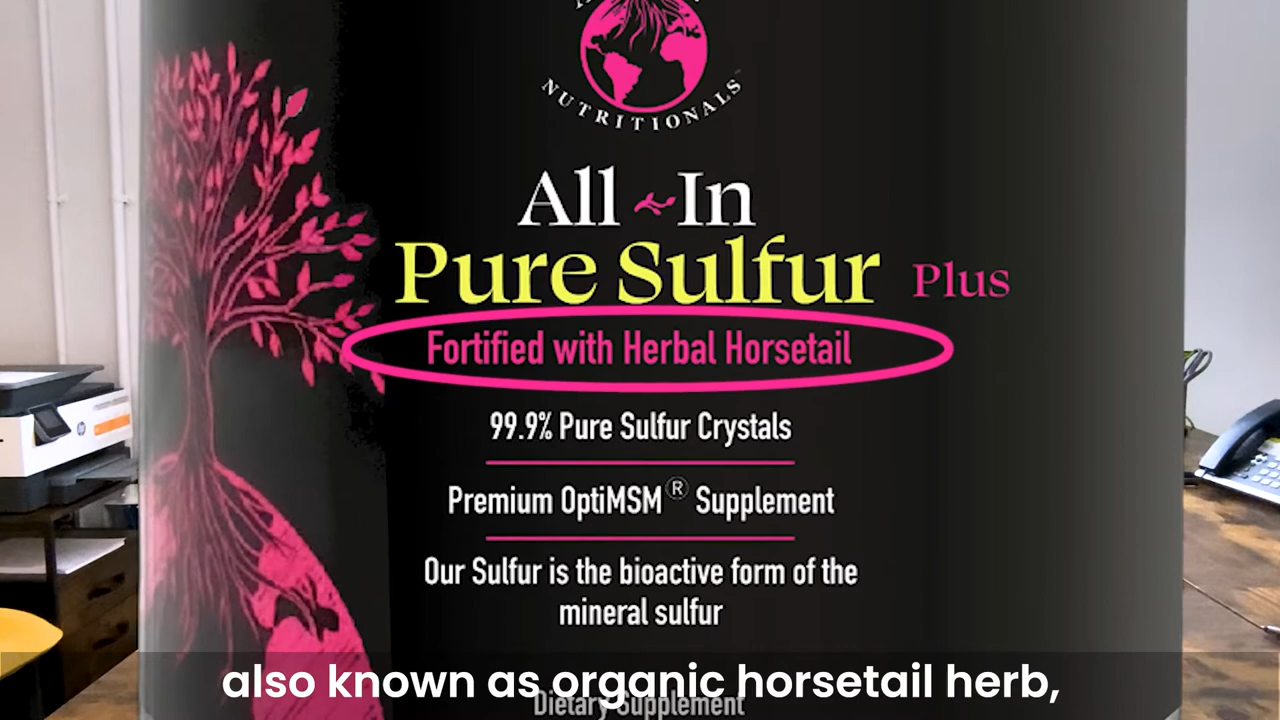 NUTRITIONALS
All In
Pure Sulfur Plus
Fortified with Herbal Horsetail
99.9% Pure Sulfur Crystals
Premium OptiMSM® Supplement
Our Sulfur is the bioactive form of the
mineral sulfur
also known as organic horsetail herb,
Dietary Supplement
hp